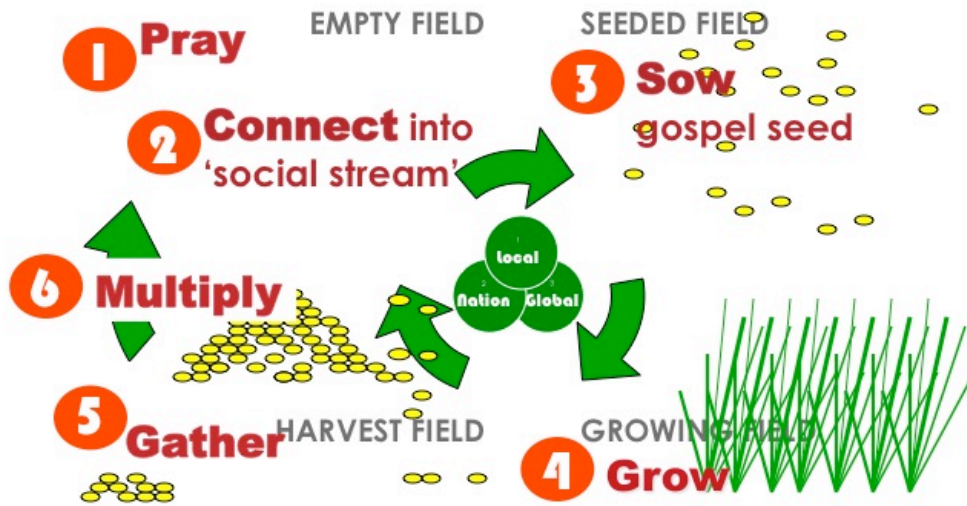 EMPTY FIELD
SEEDED FIELD
1 Pray
2 Connect into
'social stream'
3 Sow
gospel seed
1
Local
2
Nation
3
Global
6 Multiply
5 Gather
HARVEST FIELD
GROWING FIELD
4 Grow